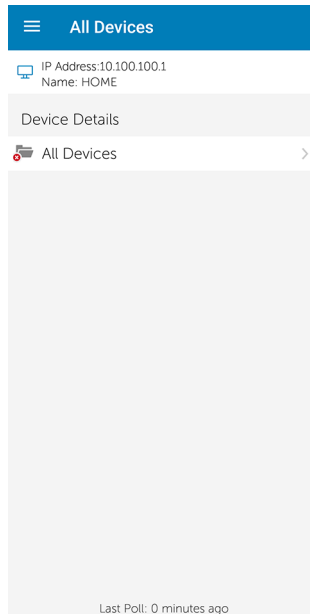 All Devices
IP Address:10.100.100.1
Name: HOME
Device Details
All Devices
Last Poll: 0 minutes ago